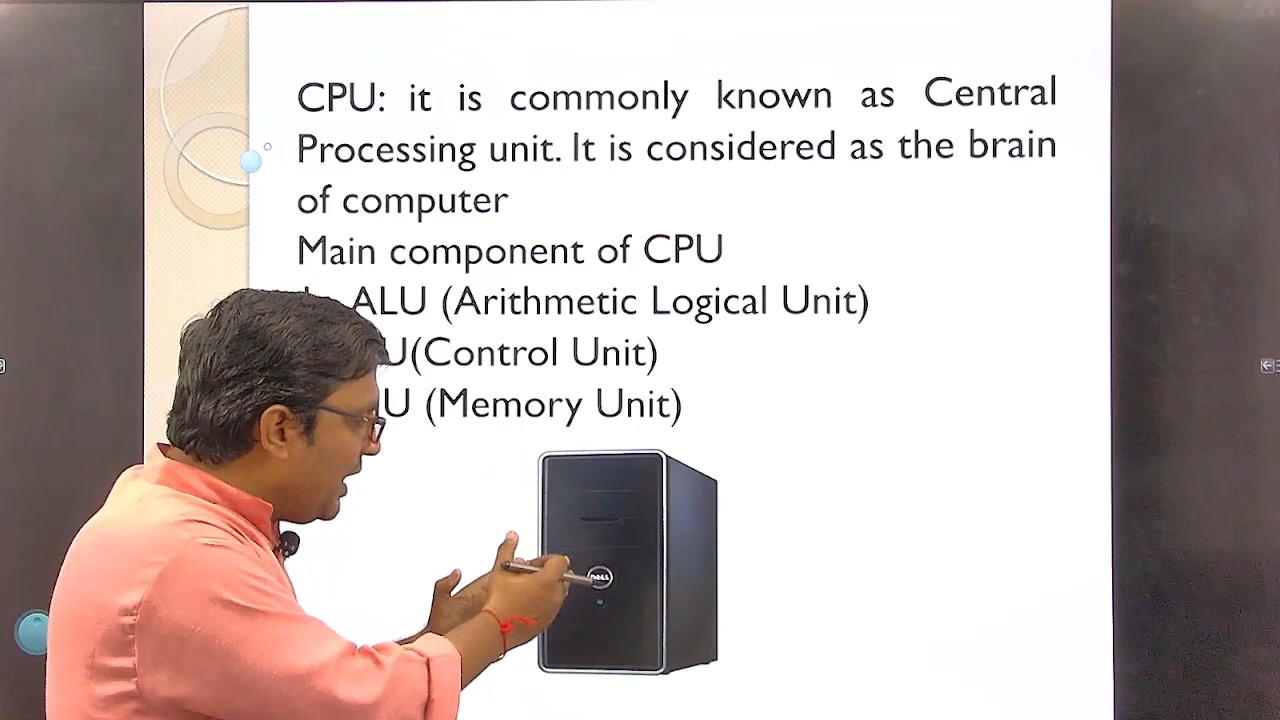 CPU: it is commonly known as Central
Processing unit. It is considered as the brain
of computer
Main component of CPU
ALU (Arithmetic Logical Unit)
U(Control Unit)
U (Memory Unit)
DELL